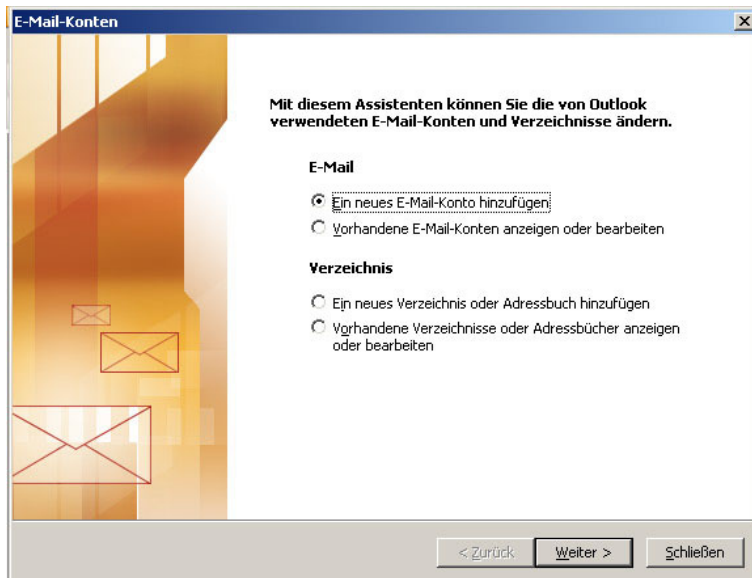 E-Mail-Konten
Mit diesem Assistenten können Sie die von Outlook
verwendeten E-Mail-Konten und Verzeichnisse ändern.
E-Mail
Ein neues E-Mail-Konto hinzufügen
Vorhandene E-Mail-Konten anzeigen oder bearbeiten
Verzeichnis
Ein neues Verzeichnis oder Adressbuch hinzufügen
Vorhandene Verzeichnisse oder Adressbücher anzeigen
oder bearbeiten
< Zurück Weiter > Schließen